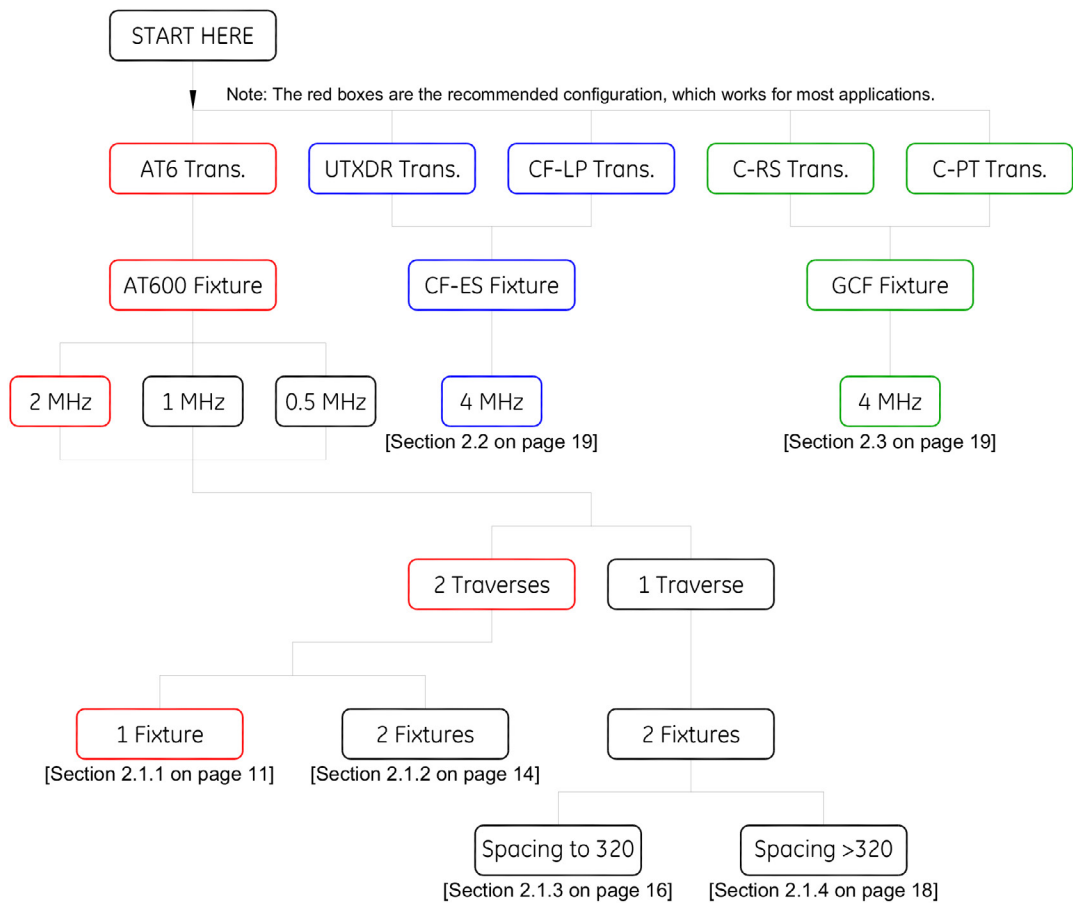 START HERE
Note: The red boxes are the recommended configuration, which works for most applications.
AT6 Trans.
UTXDR Trans.
CF-LP Trans.
C-RS Trans.
C-PT Trans.
AT600 Fixture
CF-ES Fixture
GCF Fixture
2 MHz
1 MHz
0.5 MHz
4 MHz
4 MHz
[Section 2.2 on page 19]
[Section 2.3 on page 19]
2 Traverses
1 Traverse
1 Fixture
2 Fixtures
2 Fixtures
[Section 2.1.1 on page 11]
[Section 2.1.2 on page 14]
Spacing to 320
Spacing >320
[Section 2.1.3 on page 16]
[Section 2.1.4 on page 18]